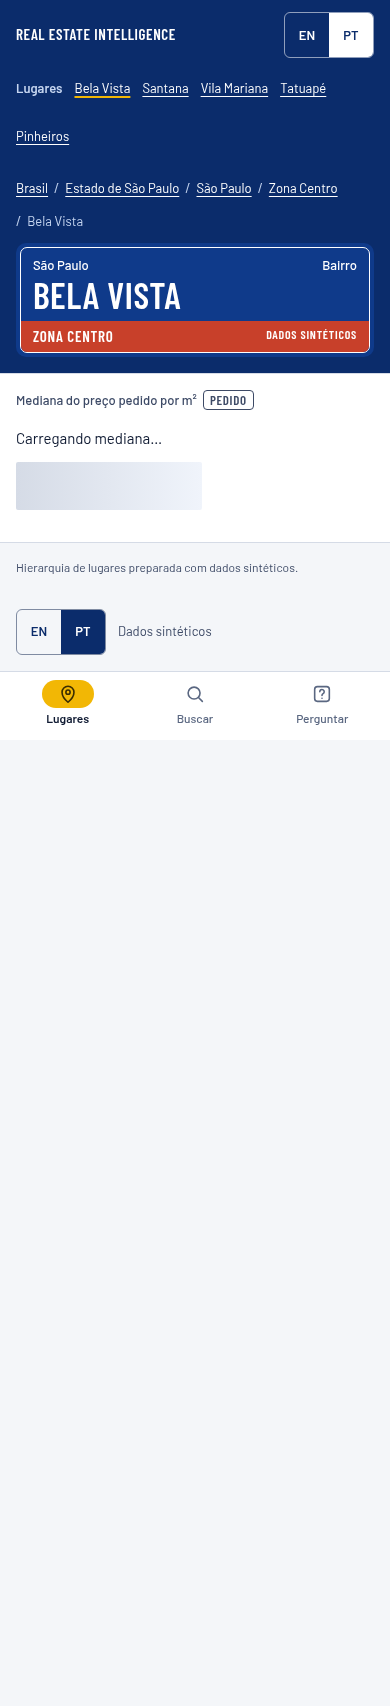 REAL ESTATE INTELLIGENCE
EN PT
Lugares Bela Vista Santana Vila Mariana Tatuapé
Pinheiros
Brasil / Estado de São Paulo / São Paulo / Zona Centro
/ Bela Vista
São Paulo Bairro
BELA VISTA
ZONA CENTRO DADOS SINTÉTICOS
Mediana do preço pedido por m² PEDIDO
Carregando mediana...
Hierarquia de lugares preparada com dados sintéticos.
EN PT Dados sintéticos
Lugares Buscar Perguntar